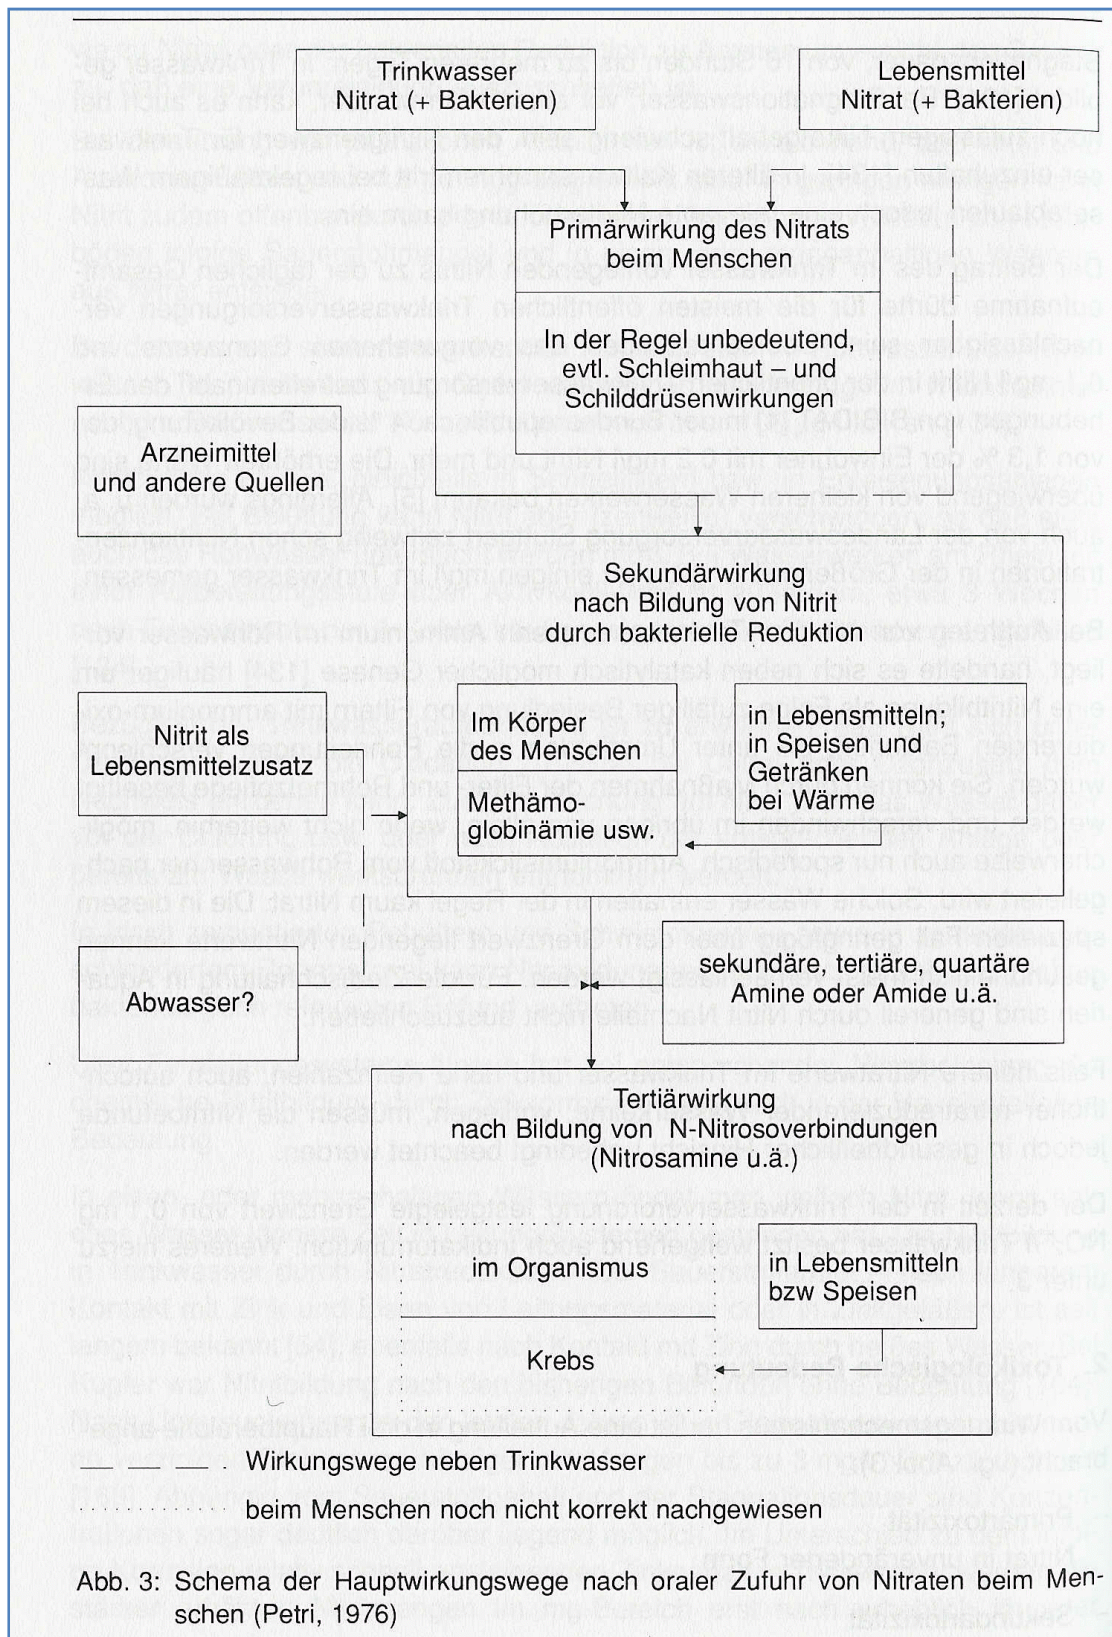 Trinkwasser
Nitrat (+ Bakterien)
Lebensmittel
Nitrat (+ Bakterien)
Primärwirkung des Nitrats
beim Menschen
In der Regel unbedeutend,
evtl. Schleimhaut – und
Schilddrüsenwirkungen
Arzneimittel
und andere Quellen
Sekundärwirkung
nach Bildung von Nitrit
durch bakterielle Reduktion
Nitrit als
Lebensmittelzusatz
Im Körper
des Menschen
Methämo-
globinämie usw.
in Lebensmitteln;
in Speisen und
Getränken
bei Wärme
Abwasser?
sekundäre, tertiäre, quartäre
Amine oder Amide u.ä.
Tertiärwirkung
nach Bildung von N-Nitrosoverbindungen
(Nitrosamine u.ä.)
im Organismus
Krebs
in Lebensmitteln
bzw Speisen
Wirkungswege neben Trinkwasser
beim Menschen noch nicht korrekt nachgewiesen
Abb. 3: Schema der Hauptwirkungswege nach oraler Zufuhr von Nitraten beim Men-
schen (Petri, 1976)